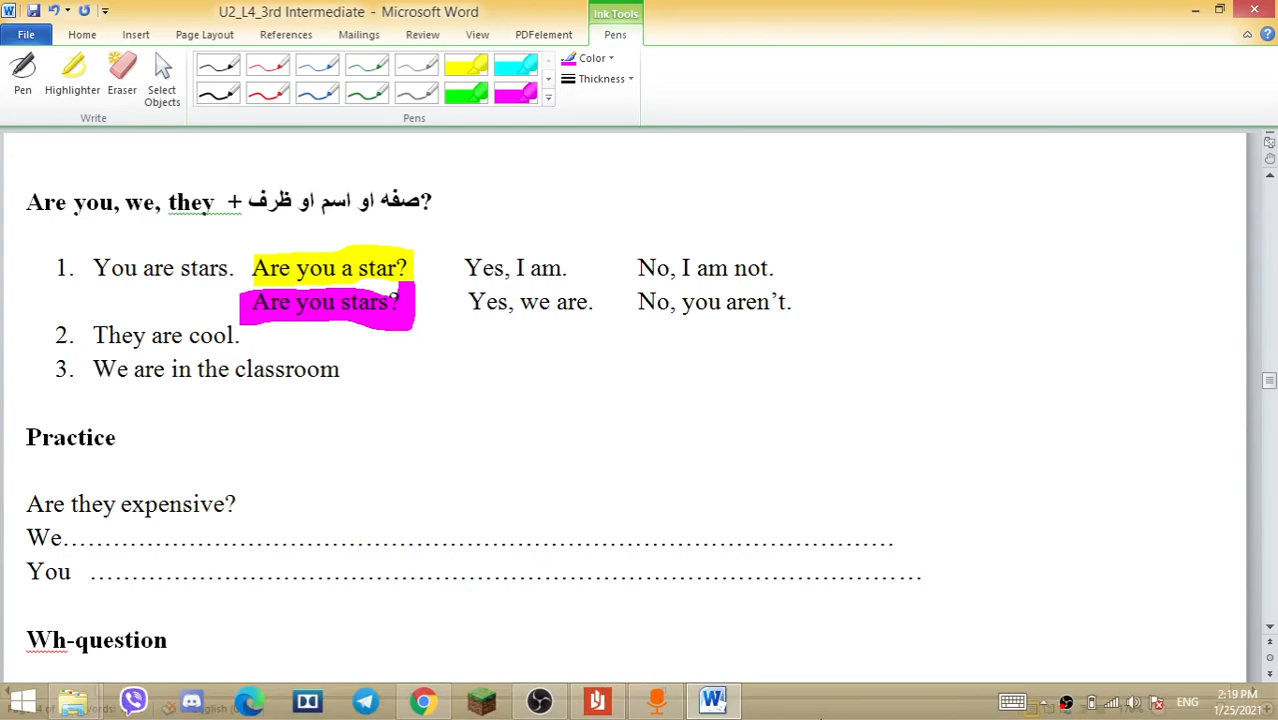 U2_L4_3rd Intermediate - Microsoft Word
Ink Tools
File Home Insert Page Layout References Mailings Review View PDFelement Pens
Pen Highlighter Eraser Select Objects
Color
Thickness
Write Pens
Are you, we, they + صفه او اسم او ظرف?
1. You are stars. Are you a star? Yes, I am. No, I am not.
Are you stars? Yes, we are. No, you aren’t.
2. They are cool.
3. We are in the classroom
Practice
Are they expensive?
We……………………………………………………………………………………
You ……………………………………………………………………………………
Wh-question
ENG
2:19 PM
1/25/2021